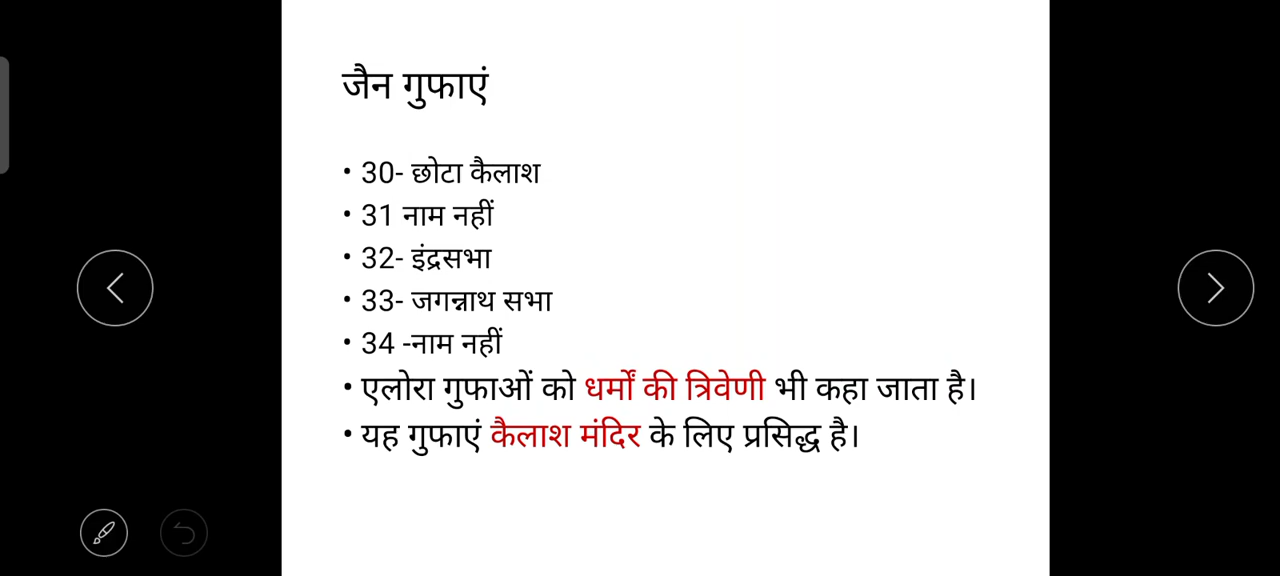 जैन गुफाएं
• 30- छोटा कैलाश
• 31 नाम नहीं
• 32- इंद्रसभा
• 33- जगन्नाथ सभा
• 34 -नाम नहीं
• एलोरा गुफाओं को धर्मों की त्रिवेणी भी कहा जाता है।
• यह गुफाएं कैलाश मंदिर के लिए प्रसिद्ध है।